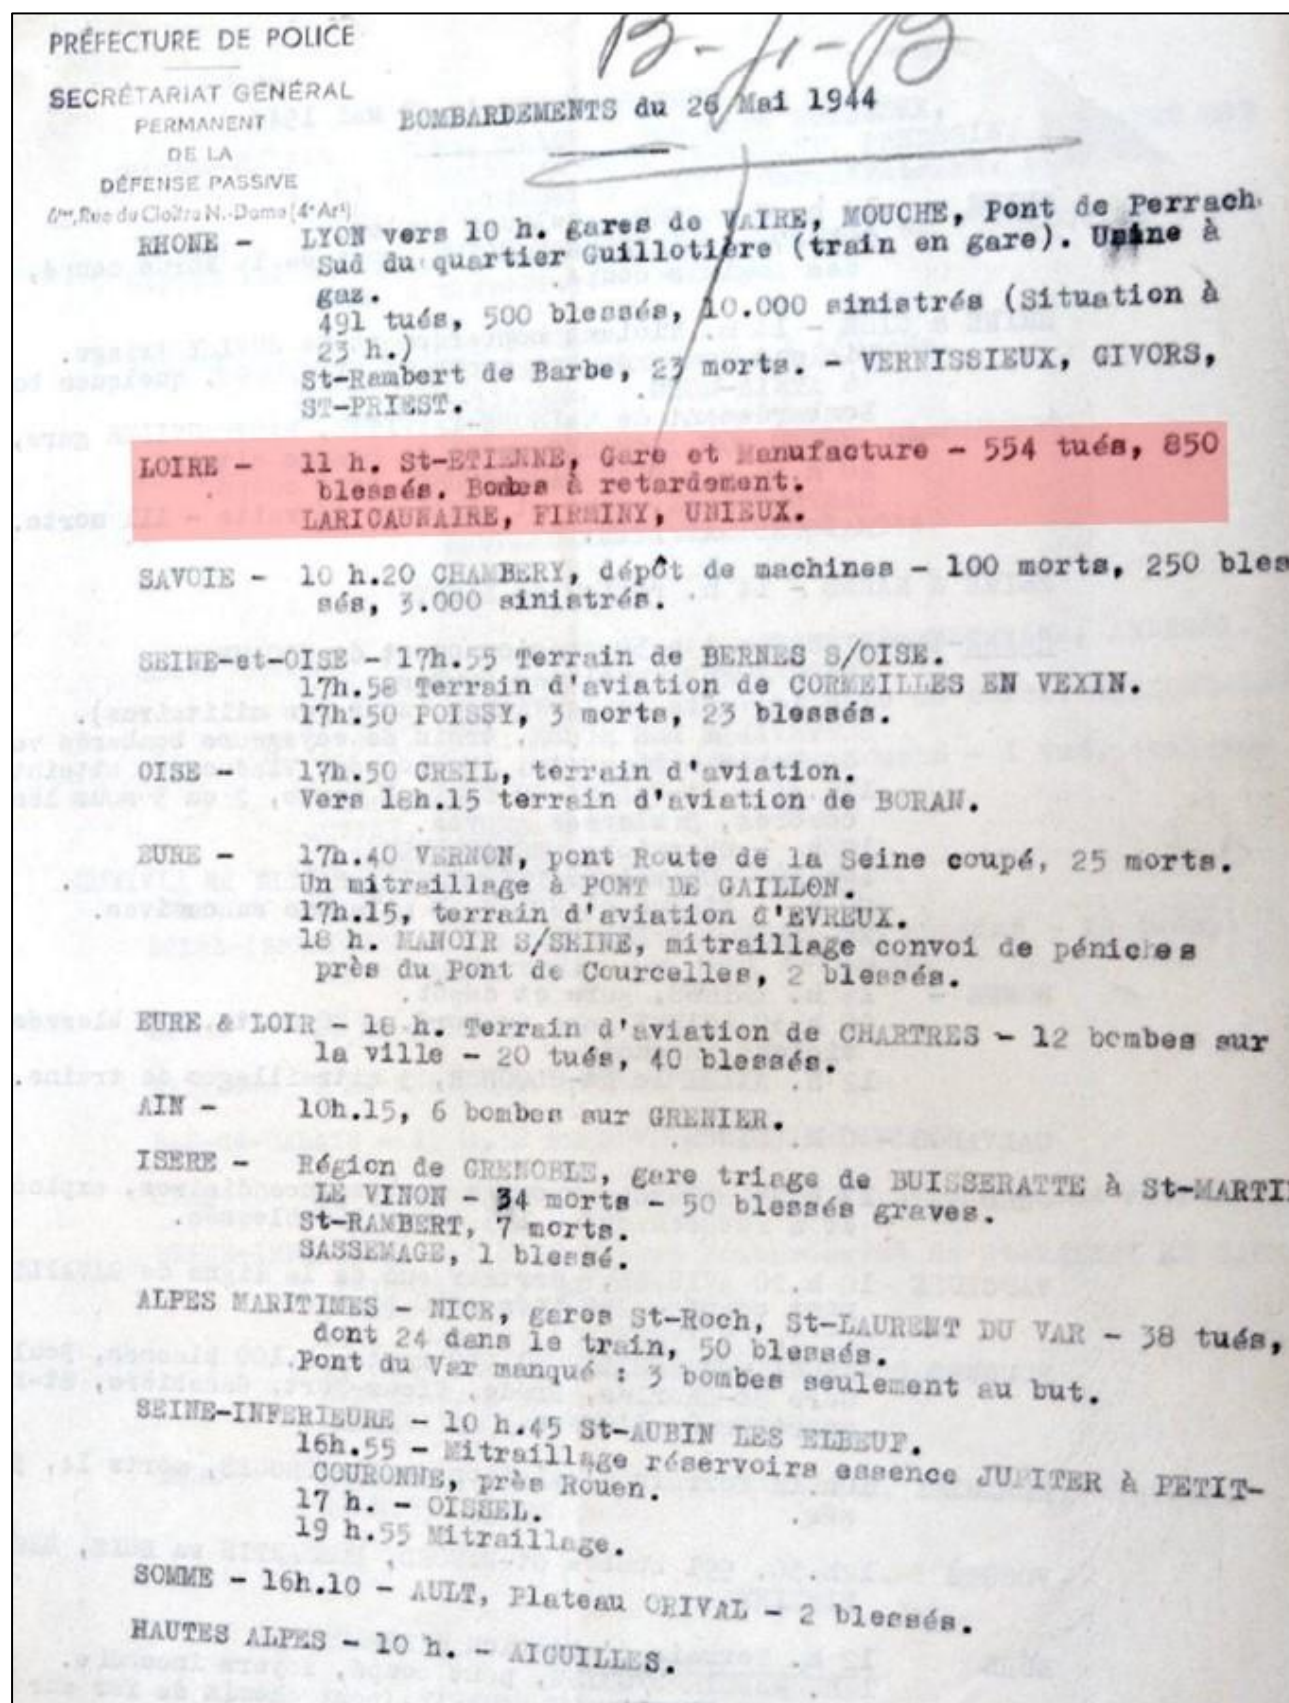 PRÉFECTURE DE POLICE
SECRÉTARIAT GÉNÉRAL
PERMANENT
DE LA
DÉFENSE PASSIVE
4ter, Rue du Cloître N.-Dame (4e Art)
B-/1-B
BOMBARDEMENTS du 26 Mai 1944
RHONE - LYON vers 10 h. gares de VAIRE, MOUCHE, Pont de Perrach
Sud du quartier Guillotière (train en gare). Usine à
gaz.
491 tués, 500 blessés, 10.000 sinistrés (Situation à
23 h.)
St-Rambert de Barbe, 23 morts. - VERNISSIEUX, GIVORS,
ST-PRIEST.
LOIRE - 11 h. St-ETIENNE, Gare et Manufacture - 554 tués, 850
blessés. Bombes à retardement.
LARICAUNAIRE, FIRMINY, UNIEUX.
SAVOIE - 10 h.20 CHAMBERY, dépôt de machines - 100 morts, 250 bles
sés, 3.000 sinistrés.
SEINE-et-OISE - 17h.55 Terrain de BERNES S/OISE.
17h.58 Terrain d'aviation de CORMEILLES EN VEXIN.
17h.50 POISSY, 3 morts, 23 blessés.
OISE - 17h.50 CREIL, terrain d'aviation.
Vers 18h.15 terrain d'aviation de BORAN.
EURE - 17h.40 VERNON, pont Route de la Seine coupé, 25 morts.
Un mitraillage à PONT DE GAILLON.
17h.15, terrain d'aviation d'EVREUX.
18 h. MANOIR S/SEINE, mitraillage convoi de péniches
près du Pont de Courcelles, 2 blessés.
EURE & LOIR - 18 h. Terrain d'aviation de CHARTRES - 12 bombes sur
la ville - 20 tués, 40 blessés.
AIN - 10h.15, 6 bombes sur GRENIER.
ISERE - Région de GRENOBLE, gare triage de BUISSERATTE à St-MARTI
LE VINON - 34 morts - 50 blessés graves.
St-RAMBERT, 7 morts.
SASSEMAGE, 1 blessé.
ALPES MARITIMES - NICE, gares St-Roch, St-LAURENT DU VAR - 38 tués,
dont 24 dans le train, 50 blessés.
Pont du Var manqué : 3 bombes seulement au but.
SEINE-INFERIEURE - 10 h.45 St-AUBIN LES ELBEUF.
16h.55 - Mitraillage réservoirs essence JUPITER à PETIT-
COURONNE, près Rouen.
17 h. - OISSEL.
19 h.55 Mitraillage.
SOMME - 16h.10 - AULT, Plateau ORIVAL - 2 blessés.
HAUTES ALPES - 10 h. - AIGUILLES.